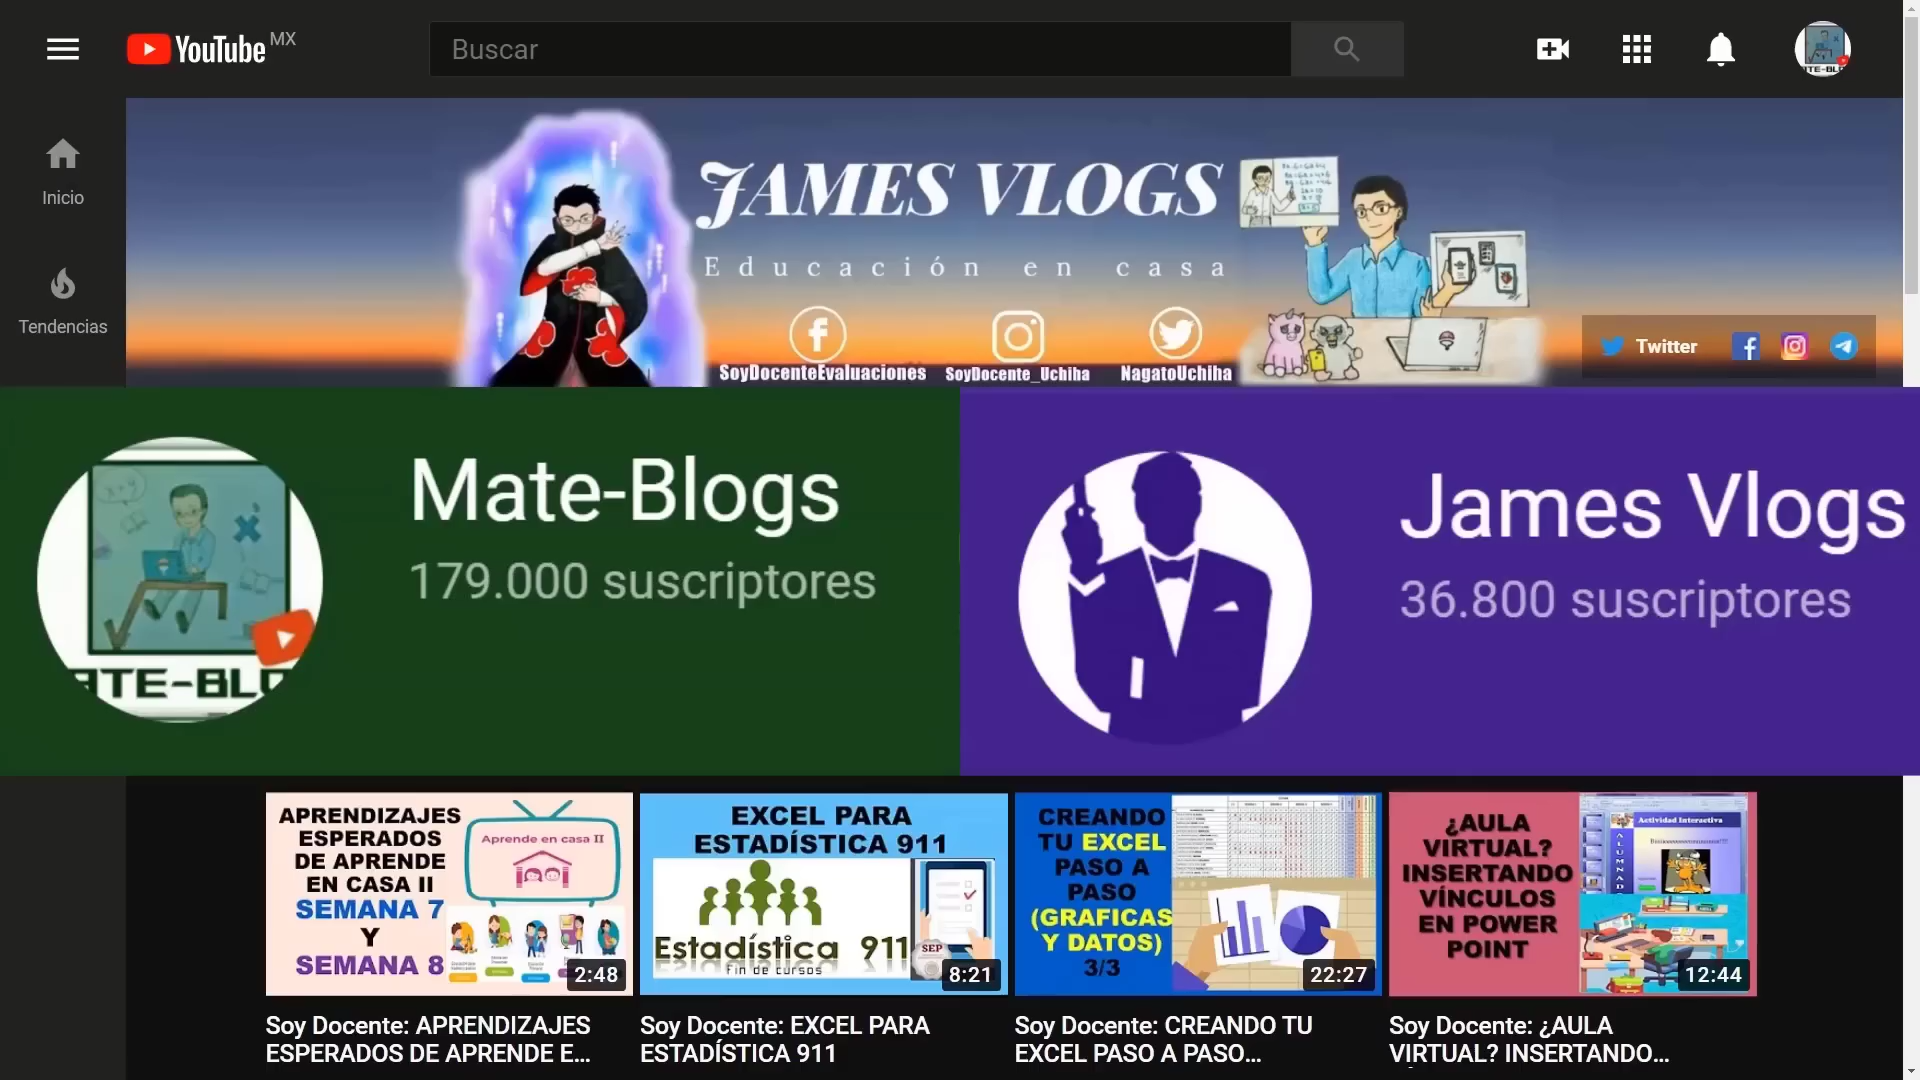 YouTube MX
Buscar
Inicio
Tendencias
JAMES VLOGS
Educación en casa
SoyDocenteEvaluaciones
SoyDocente_Uchiha
NagatoUchiha
Twitter
Mate-Blogs
179.000 suscriptores
ATE-BLO
James Vlogs
36.800 suscriptores
APRENDIZAJES
ESPERADOS
DE APRENDE
EN CASA II
SEMANA 7
Y
SEMANA 8
Aprende en casa II
2:48
EXCEL PARA
ESTADÍSTICA 911
Estadística 911
fin de cursos
SEP
8:21
CREANDO
TU EXCEL
PASO A
PASO
(GRAFICAS
Y DATOS)
3/3
22:27
¿AULA
VIRTUAL?
INSERTANDO
VÍNCULOS
EN POWER
POINT
Actividad Interactiva
ALUMNAD
12:44
Soy Docente: APRENDIZAJES
ESPERADOS DE APRENDE E...
Soy Docente: EXCEL PARA
ESTADÍSTICA 911
Soy Docente: CREANDO TU
EXCEL PASO A PASO...
Soy Docente: ¿AULA
VIRTUAL? INSERTANDO...